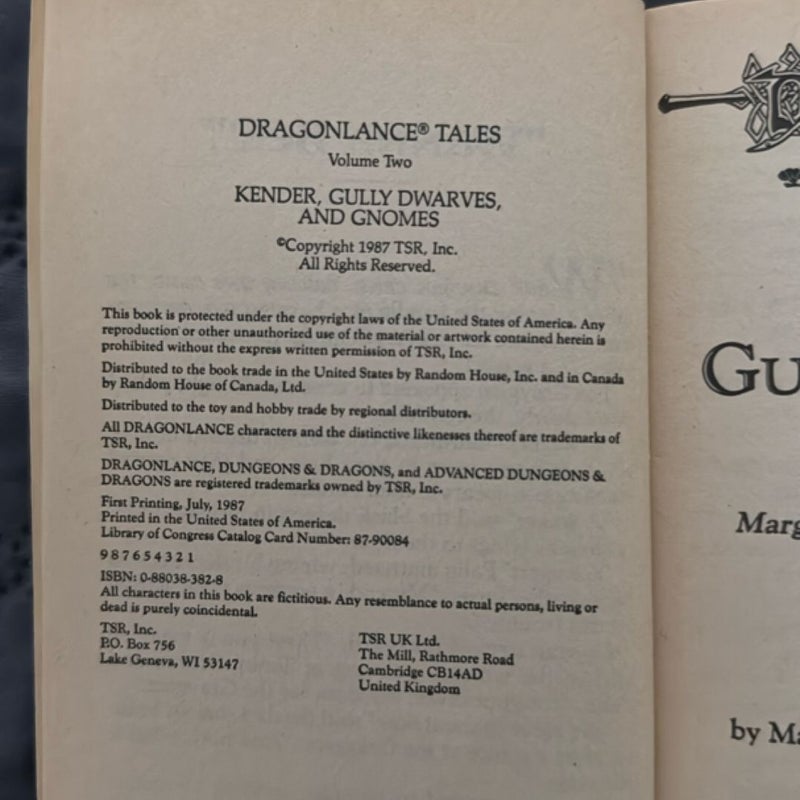 DRAGONLANCE® TALES
Volume Two
KENDER, GULLY DWARVES,
AND GNOMES
©Copyright 1987 TSR, Inc.
All Rights Reserved.
This book is protected under the copyright laws of the United States of America. Any
reproduction or other unauthorized use of the material or artwork contained herein is
prohibited without the express written permission of TSR, Inc.
Distributed to the book trade in the United States by Random House, Inc. and in Canada
by Random House of Canada, Ltd.
Distributed to the toy and hobby trade by regional distributors.
All DRAGONLANCE characters and the distinctive likenesses thereof are trademarks of
TSR, Inc.
DRAGONLANCE, DUNGEONS & DRAGONS, and ADVANCED DUNGEONS &
DRAGONS are registered trademarks owned by TSR, Inc.
First Printing, July, 1987
Printed in the United States of America.
Library of Congress Catalog Card Number: 87-90084
9 8 7 6 5 4 3 2 1
ISBN: 0-88038-382-8
All characters in this book are fictitious. Any resemblance to actual persons, living or
dead is purely coincidental.
TSR, Inc.
P.O. Box 756
Lake Geneva, WI 53147
TSR UK Ltd.
The Mill, Rathmore Road
Cambridge CB14AD
United Kingdom
Gu
Marg
by Ma